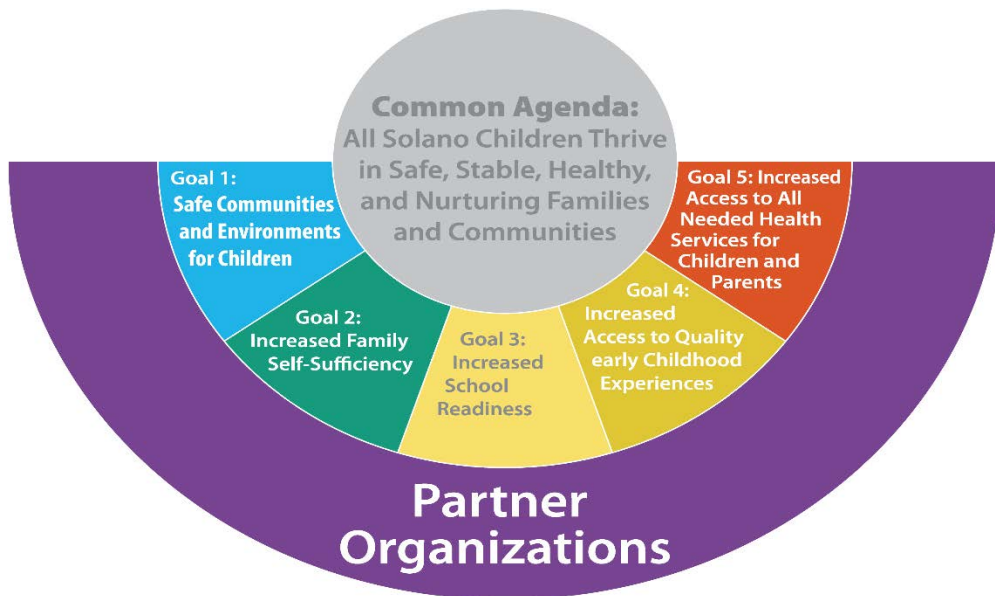 Common Agenda:
All Solano Children Thrive
in Safe, Stable, Healthy,
and Nurturing Families
and Communities
Goal 1:
Safe Communities
and Environments
for Children
Goal 2:
Increased Family
Self-Sufficiency
Goal 3:
Increased
School
Readiness
Goal 4:
Increased
Access to Quality
early Childhood
Experiences
Goal 5: Increased
Access to All
Needed Health
Services for
Children and
Parents
Partner
Organizations